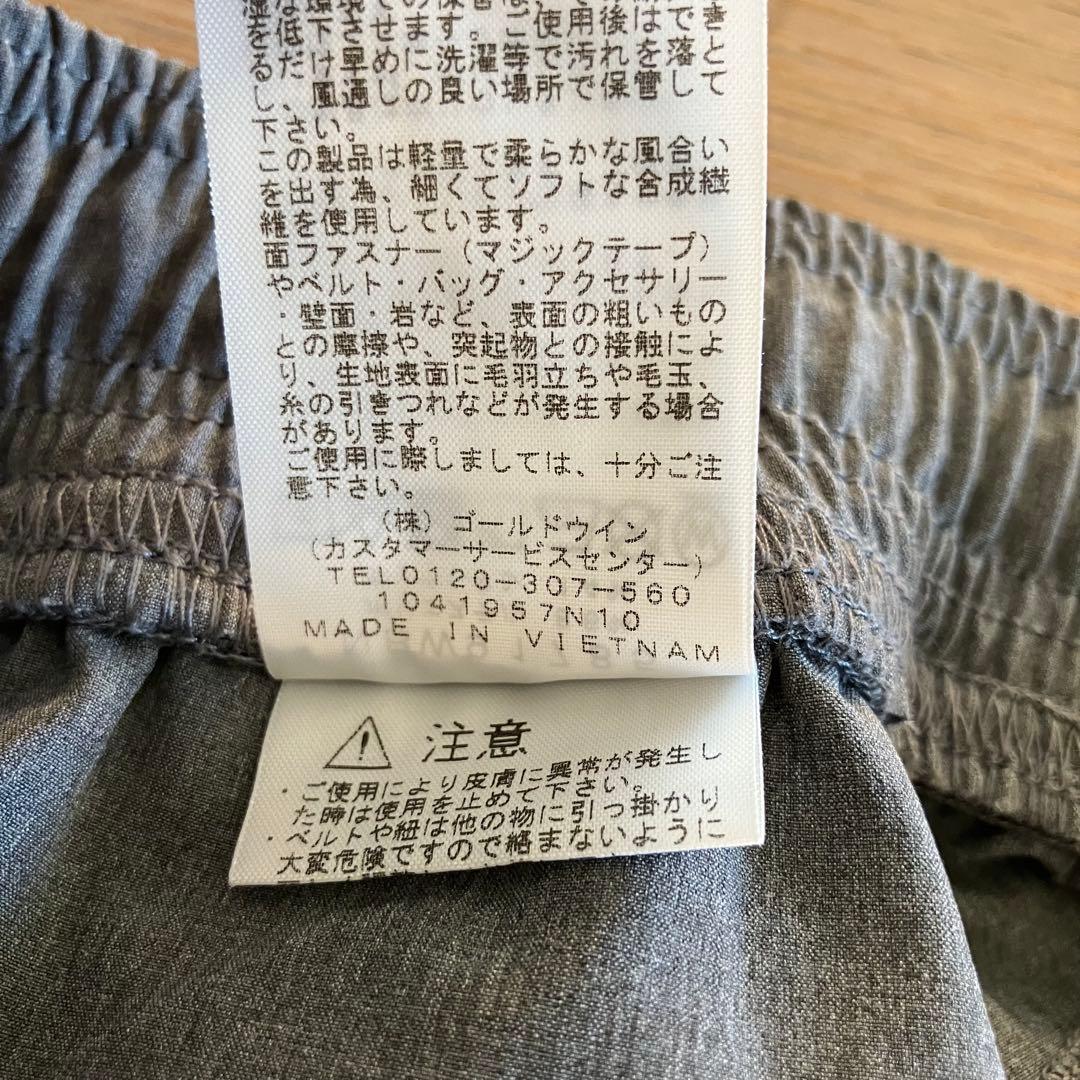 な低下させます。ご使用後は
るだけ早めに洗濯等で汚れを落と
し、風通しの良い場所で保管して
下さい。
この製品は軽量で柔らかな風合い
を出す為、細くてソフトな合成繊
維を使用しています。
面ファスナー（マジックテープ）
やベルト・バッグ・アクセサリー
・壁面・岩など、表面の粗いもの
との摩擦や、突起物との接触によ
り、生地表面に毛羽立ちや毛玉、
糸の引きつれなどが発生する場合
があります。
ご使用に際しましては、十分ご注
意下さい。
（株）ゴールドウイン
（カスタマーサービスセンター）
TEL0120-307-560
1041957N10
MADE IN VIETNAM
注意
・ご使用により皮膚に異常が発生し
た時は使用を止めて下さい。
・ベルトや紐は他の物に引っ掛かり
大変危険ですので絡まないように